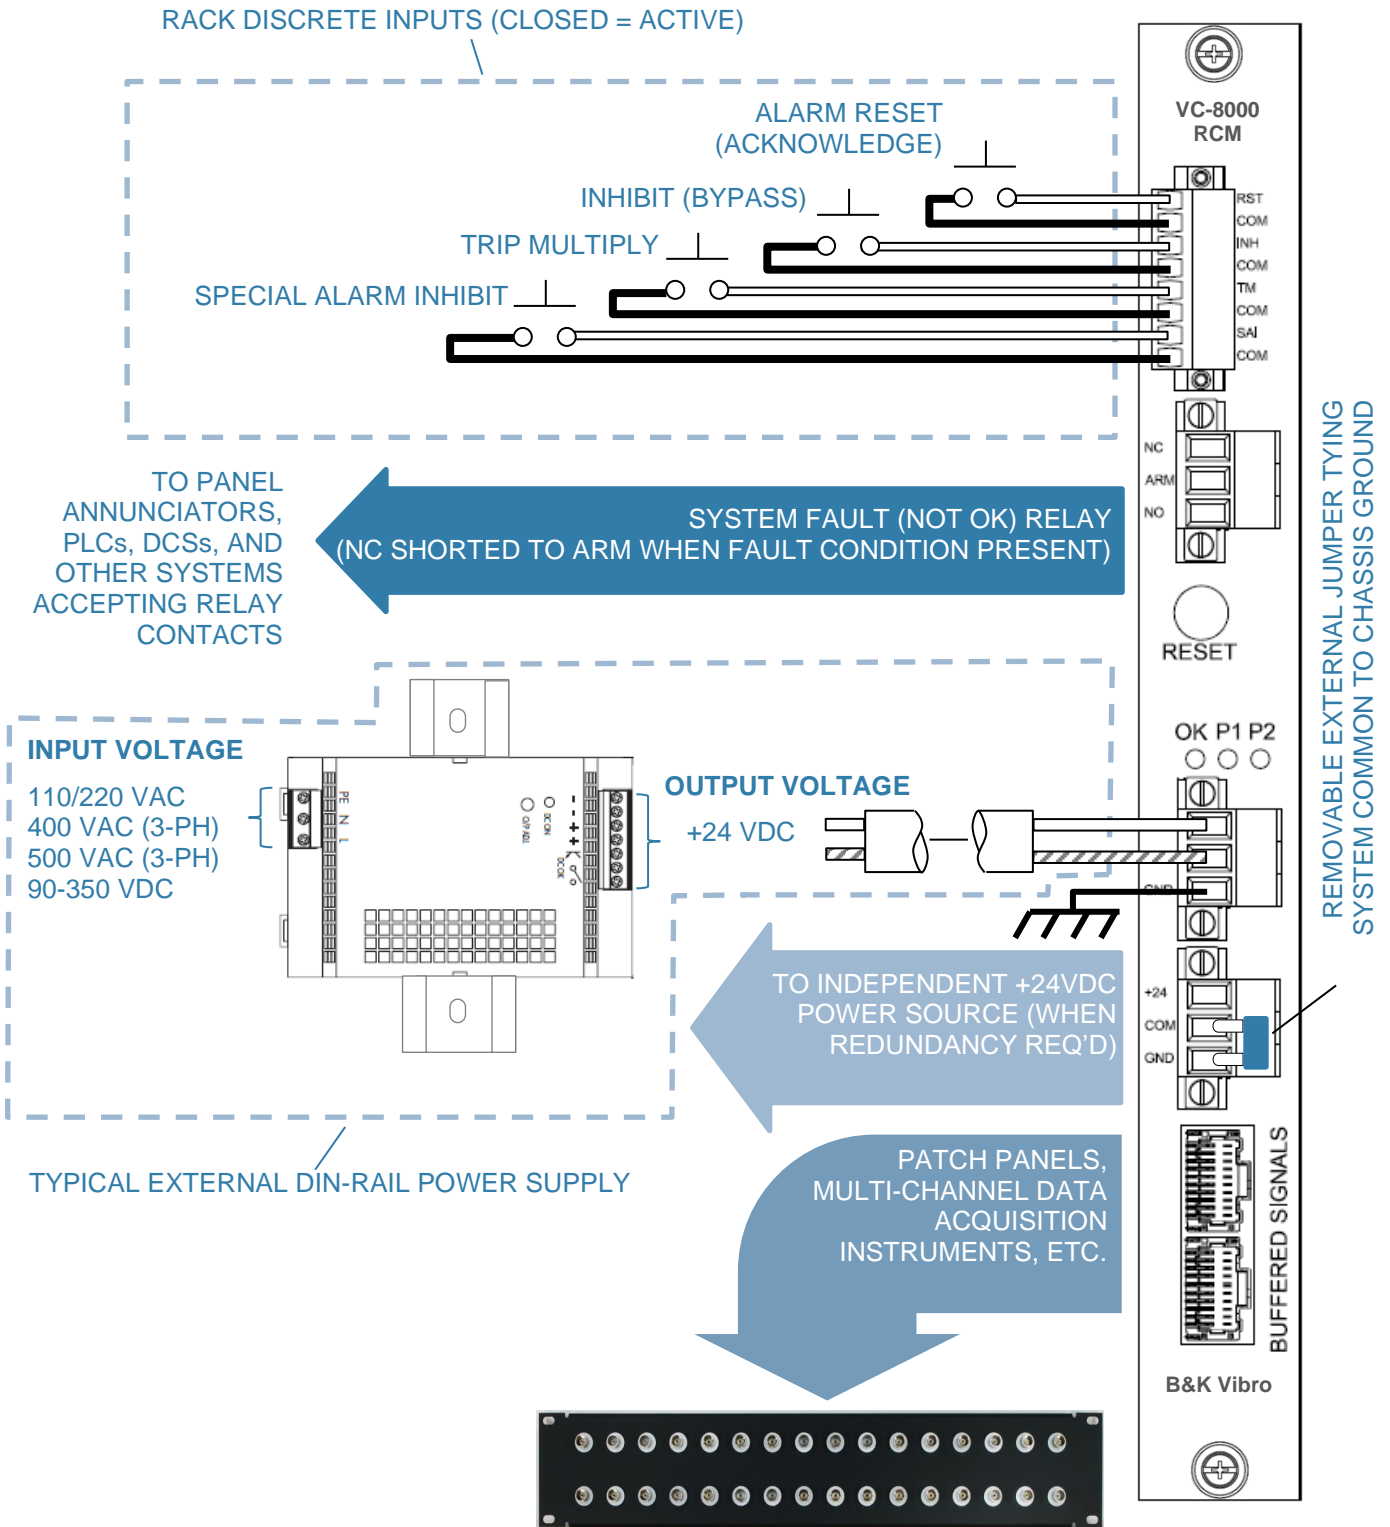 RACK DISCRETE INPUTS (CLOSED = ACTIVE)
ALARM RESET
(ACKNOWLEDGE)
INHIBIT (BYPASS)
TRIP MULTIPLY
SPECIAL ALARM INHIBIT
VC-8000
RCM
RST
COM
INH
COM
TM
COM
SAI
COM
NC
ARM
NO
TO PANEL
ANNUNCIATORS,
PLCs, DCSs, AND
OTHER SYSTEMS
ACCEPTING RELAY
CONTACTS
SYSTEM FAULT (NOT OK) RELAY
(NC SHORTED TO ARM WHEN FAULT CONDITION PRESENT)
RESET
REMOVABLE EXTERNAL JUMPER TYING
SYSTEM COMMON TO CHASSIS GROUND
OK P1 P2
INPUT VOLTAGE
110/220 VAC
400 VAC (3-PH)
500 VAC (3-PH)
90-350 VDC
PE
N
L
DC ON
O/P ADJ.
DC OK
- - + +
OUTPUT VOLTAGE
+24 VDC
GND
TO INDEPENDENT +24VDC
POWER SOURCE (WHEN
REDUNDANCY REQ'D)
+24
COM
GND
TYPICAL EXTERNAL DIN-RAIL POWER SUPPLY
PATCH PANELS,
MULTI-CHANNEL DATA
ACQUISITION
INSTRUMENTS, ETC.
BUFFERED SIGNALS
B&K Vibro